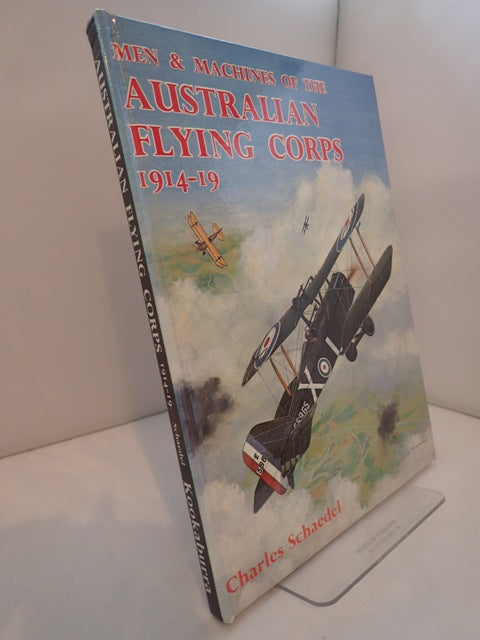 MEN & MACHINES OF THE
AUSTRALIAN
FLYING CORPS
1914-19
X I
Charles Schaedel
AUSTRALIAN FLYING CORPS 1914-19 Schaedel Kookaburra